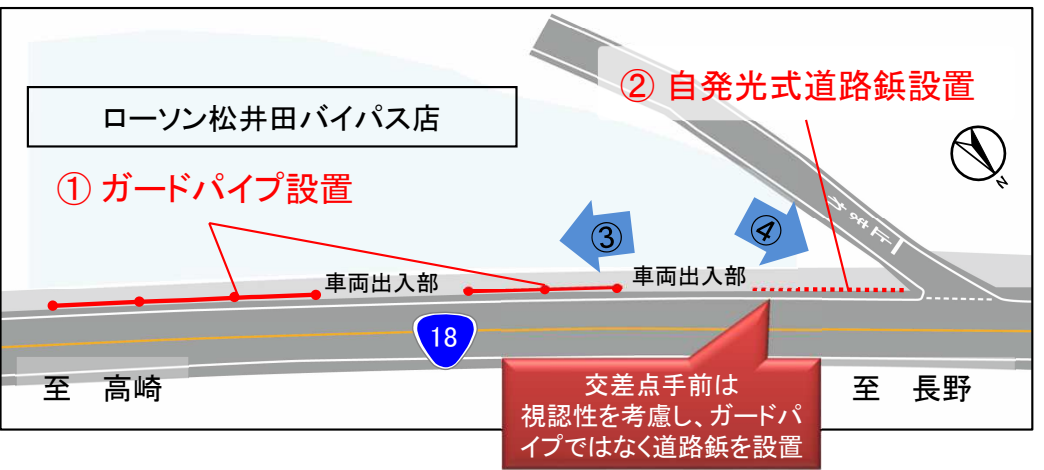 ② 自発光式道路鋲設置
ローソン松井田バイパス店
① ガードパイプ設置
N
止まれ
③
④
車両出入部
車両出入部
18
至　高崎
至　長野
交差点手前は
視認性を考慮し、ガードパ
イプではなく道路鋲を設置